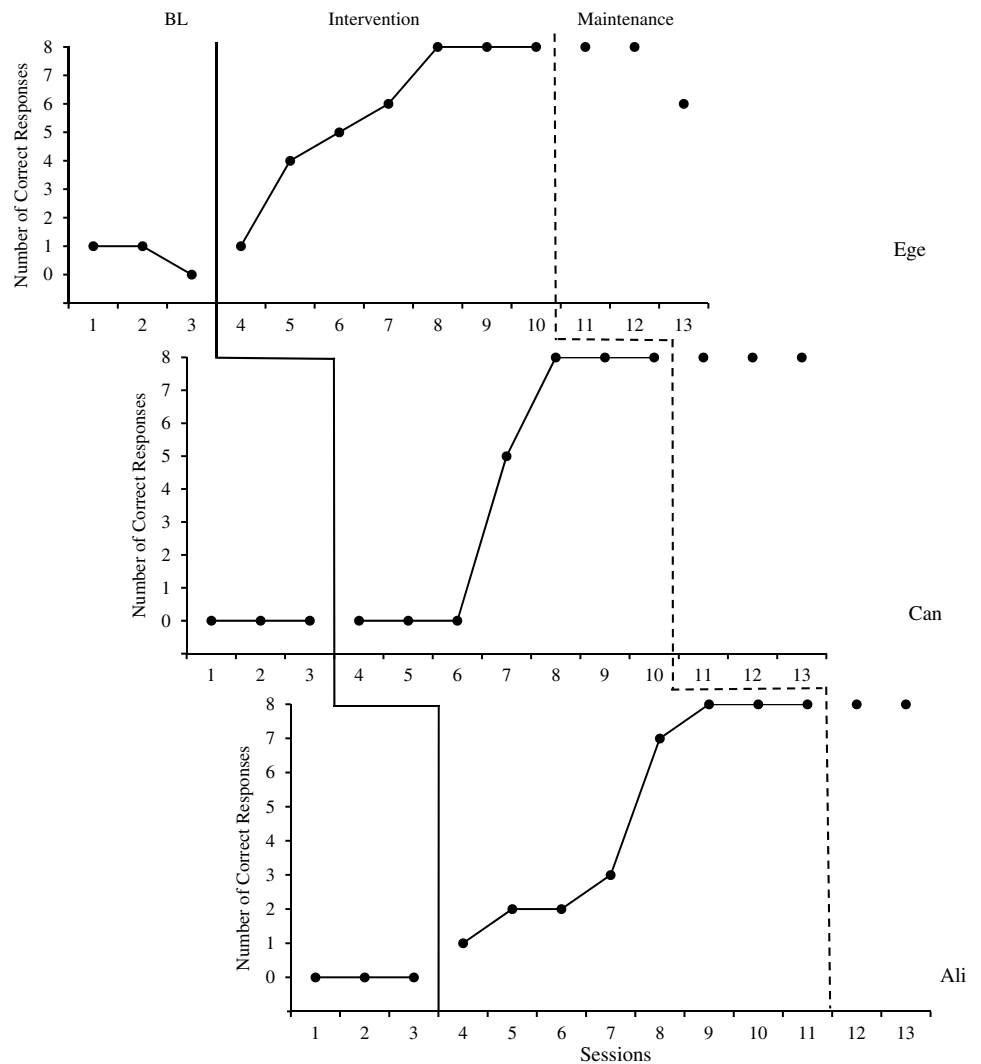 BL Intervention Maintenance
Number of Correct Responses
8
7
6
5
4
3
2
1
0
1 2 3 4 5 6 7 8 9 10 11 12 13
Ege
Number of Correct Responses
8
7
6
5
4
3
2
1
0
1 2 3 4 5 6 7 8 9 10 11 12 13
Can
Number of Correct Responses
8
7
6
5
4
3
2
1
0
1 2 3 4 5 6 7 8 9 10 11 12 13
Ali
Sessions